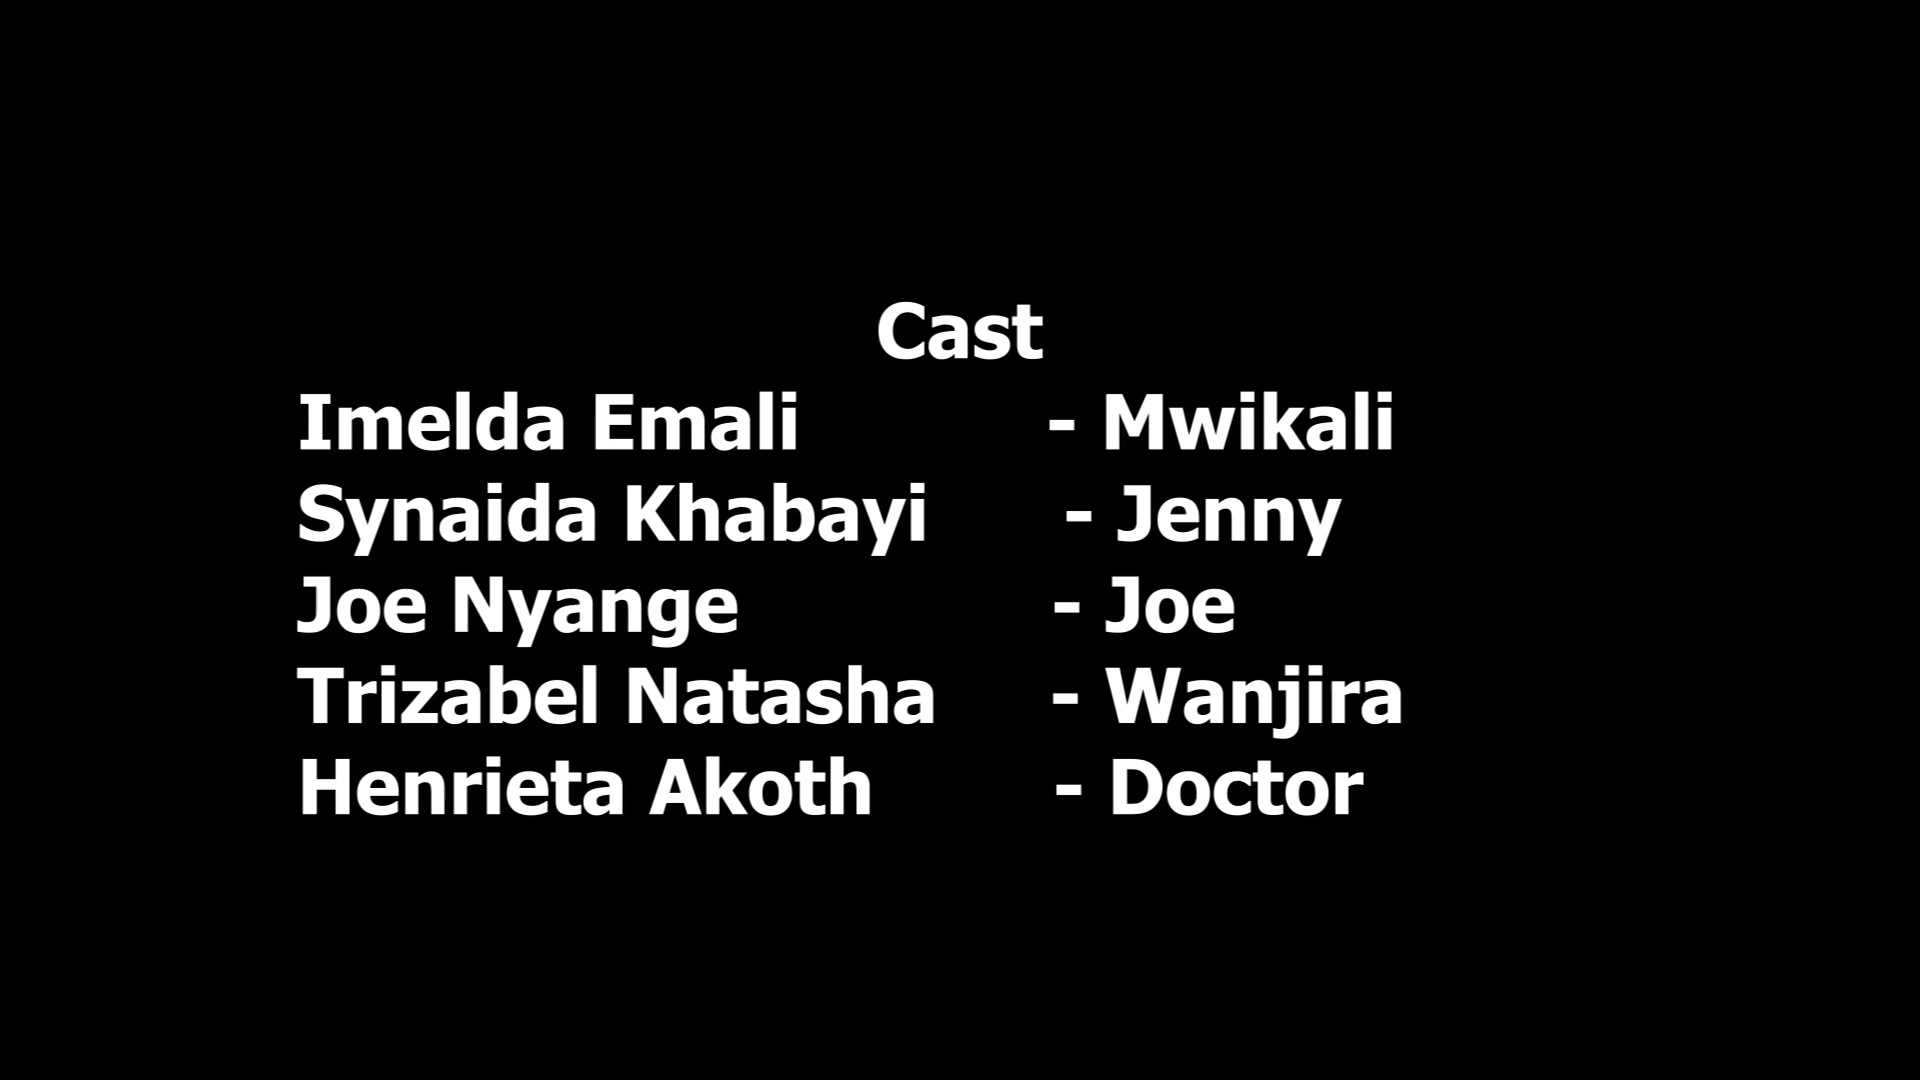 Cast
Imelda Emali - Mwikali
Synaida Khabayi - Jenny
Joe Nyange - Joe
Trizabel Natasha - Wanjira
Henrieta Akoth - Doctor